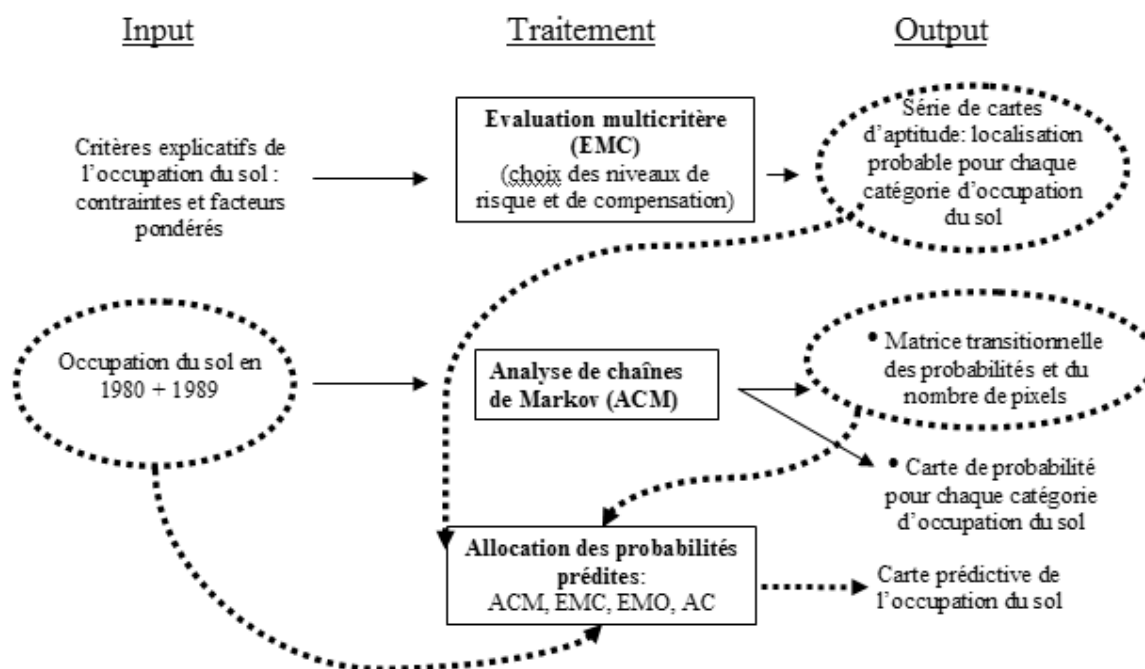 Input
Traitement
Output
Critères explicatifs de
l'occupation du sol :
contraintes et facteurs
pondérés
Evaluation multicritère
(EMC)
(choix des niveaux de
risque et de compensation)
Série de cartes
d'aptitude: localisation
probable pour chaque
catégorie d'occupation
du sol
Occupation du sol en
1980 + 1989
Analyse de chaînes
de Markov (ACM)
• Matrice transitionnelle
des probabilités et du
nombre de pixels
• Carte de probabilité
pour chaque catégorie
d'occupation du sol
Allocation des probabilités
prédites:
ACM, EMC, EMO, AC
Carte prédictive de
l'occupation du sol